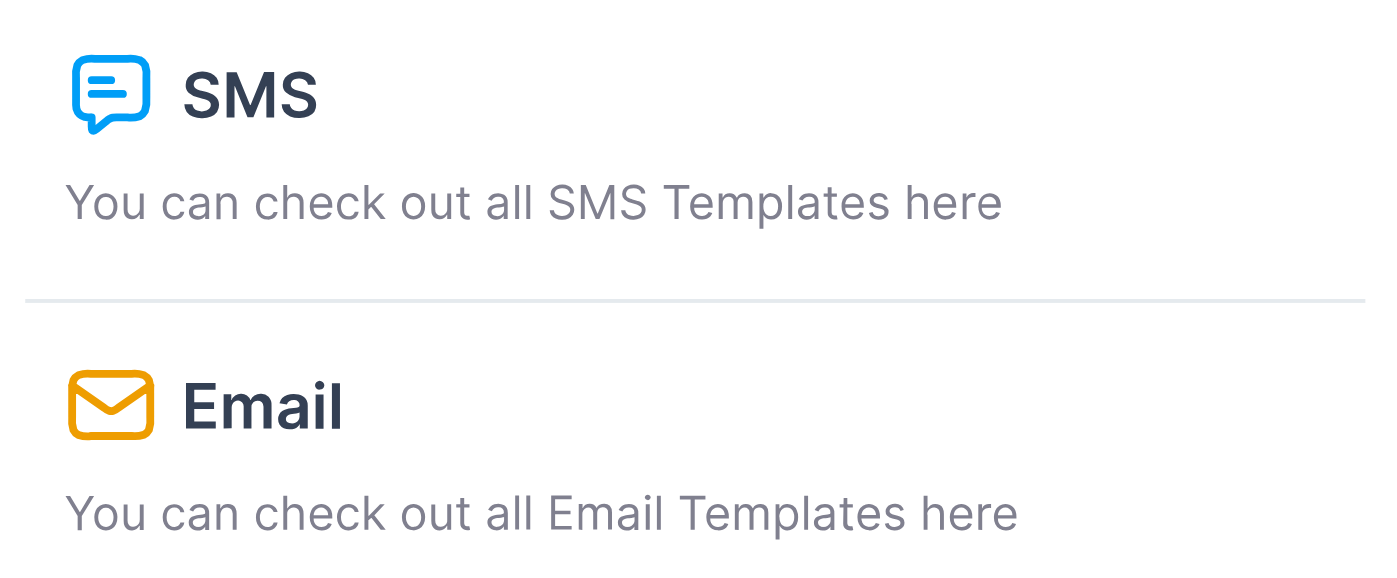 SMS
You can check out all SMS Templates here
Email
You can check out all Email Templates here